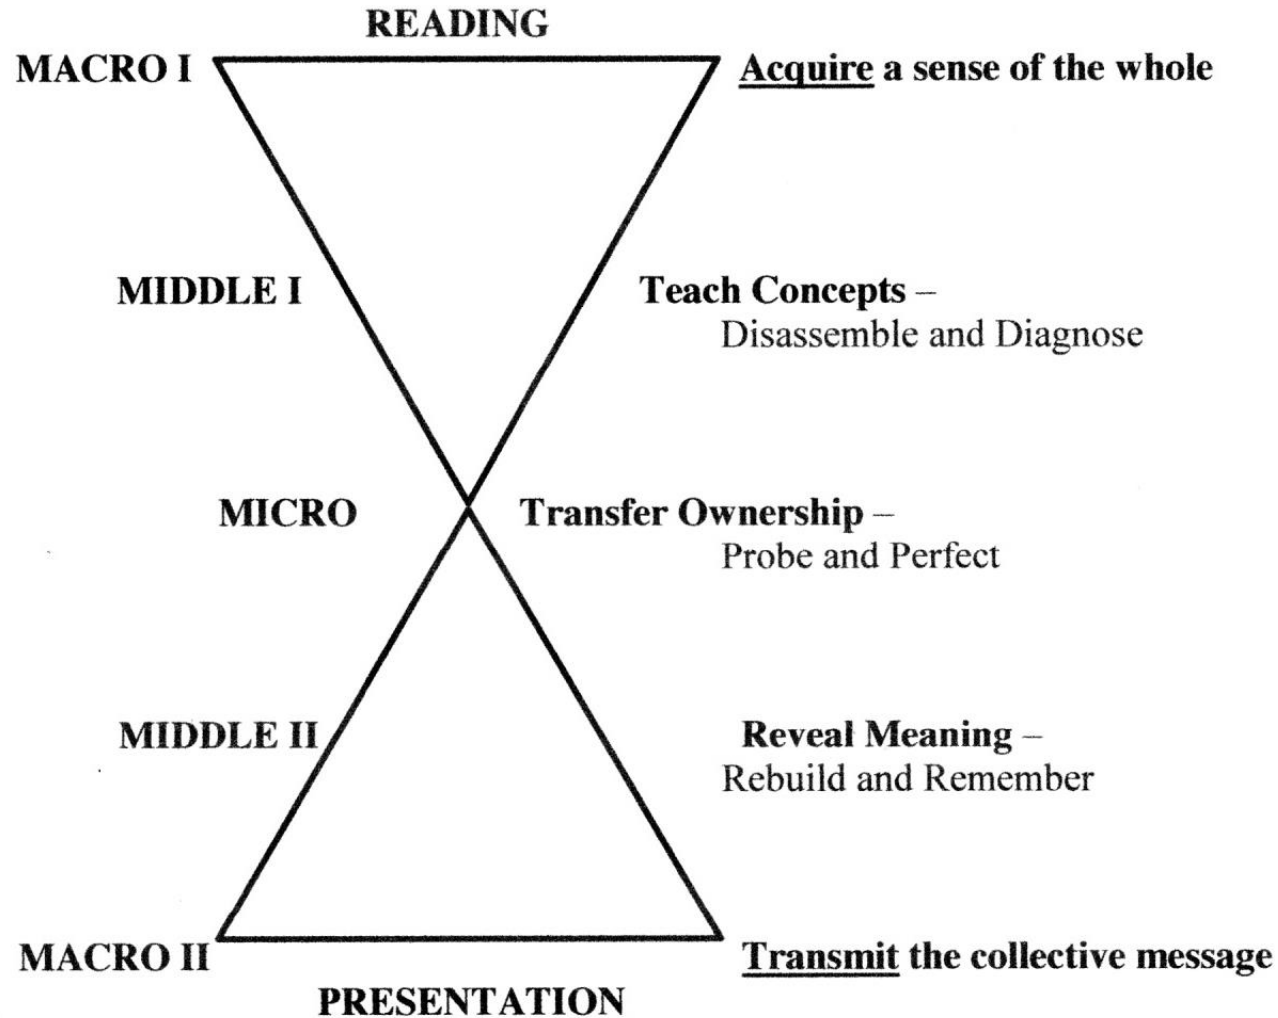 READING
MACRO I
Acquire a sense of the whole
MIDDLE I
Teach Concepts –
Disassemble and Diagnose
MICRO
Transfer Ownership –
Probe and Perfect
MIDDLE II
Reveal Meaning –
Rebuild and Remember
MACRO II
Transmit the collective message
PRESENTATION